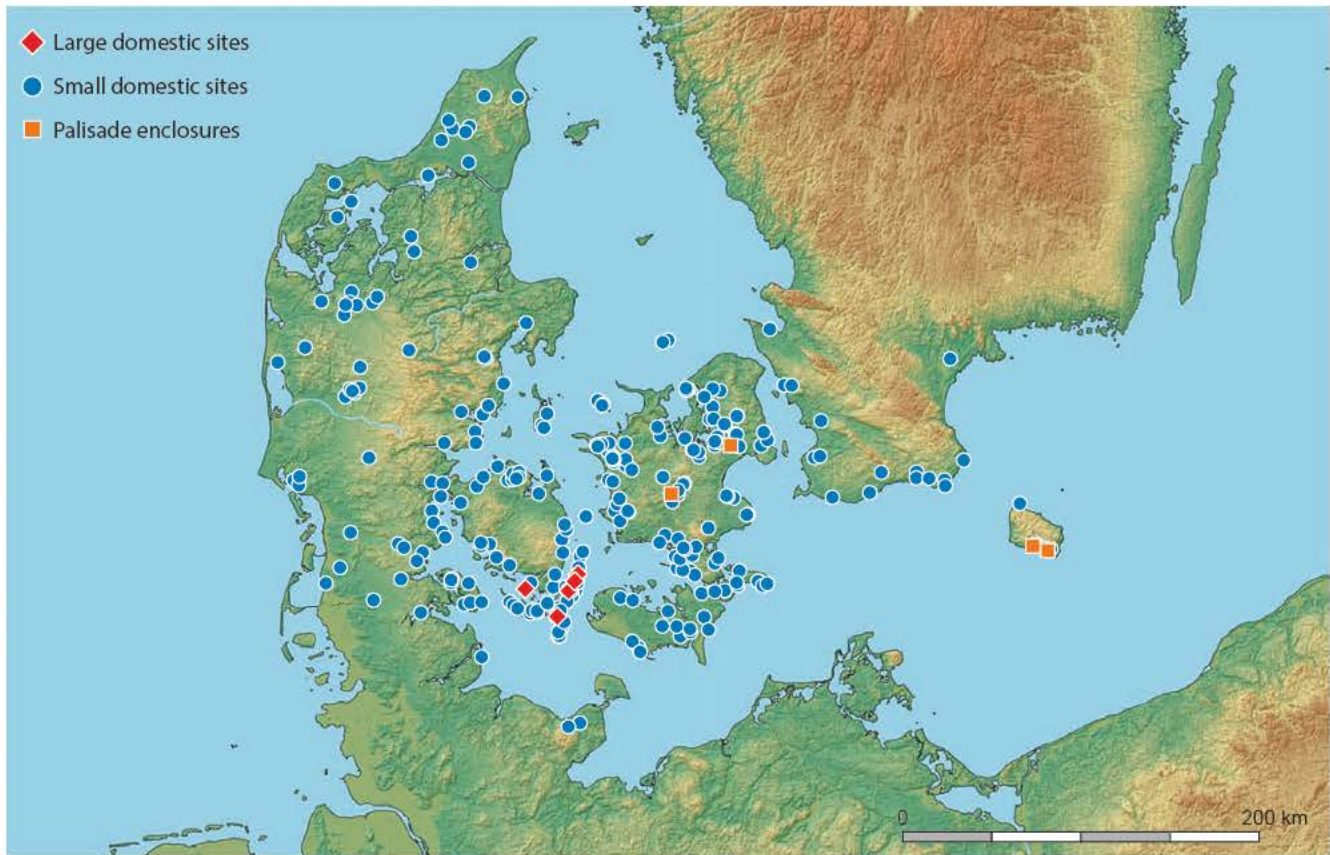 Large domestic sites
Small domestic sites
Palisade enclosures
0
200 km